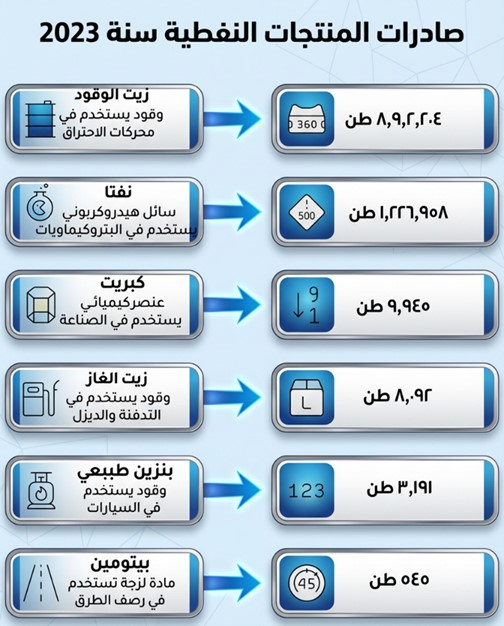 صادرات المنتجات النفطية سنة 2023
زيت الوقود
وقود يستخدم في
محركات الاحتراق
360
٨,٩,٢,٢٠٤ طن
نفتا
سائل هيدروكربوني
يستخدم في البتروكيماويات
500
١,٢٢٦,٩٥٨ طن
كبريت
عنصركيميائي
يستخدم في الصناعة
9
1
٩,٩٤٥ طن
زيت الغاز
وقود يستخدم في
التدفئة والديزل
L
٨,٠٩٢ طن
بنزين طبيعي
وقود يستخدم
في السيارات
123
٣,١٩١ طن
بيتومين
مادة لزجة تستخدم
في رصف الطرق
45
٥٤٥ طن